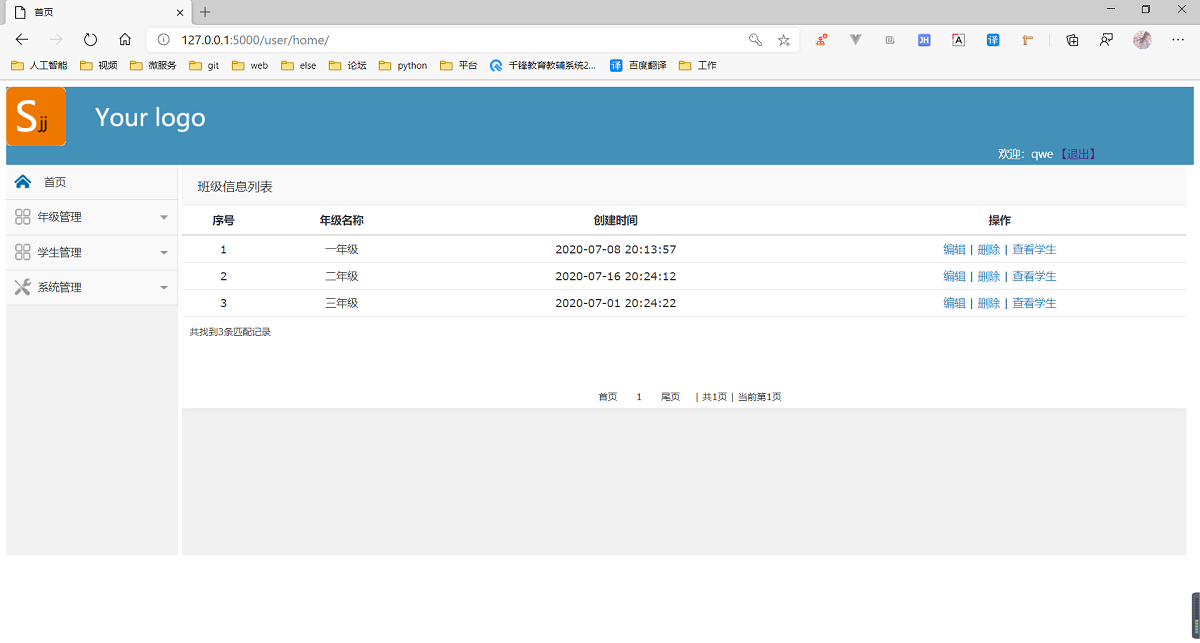 首页
127.0.0.1:5000/user/home/
人工智能 视频 微服务 git web else 论坛 python 平台 千锋教育教辅系统2... 译 百度翻译 工作
JH A 译
Sjj Your logo
欢迎: qwe 【退出】
首页
年级管理
学生管理
系统管理
班级信息列表
序号 年级名称 创建时间 操作
1 一年级 2020-07-08 20:13:57 编辑 | 删除 | 查看学生
2 二年级 2020-07-16 20:24:12 编辑 | 删除 | 查看学生
3 三年级 2020-07-01 20:24:22 编辑 | 删除 | 查看学生
共找到3条匹配记录
首页 1 尾页 | 共1页 | 当前第1页